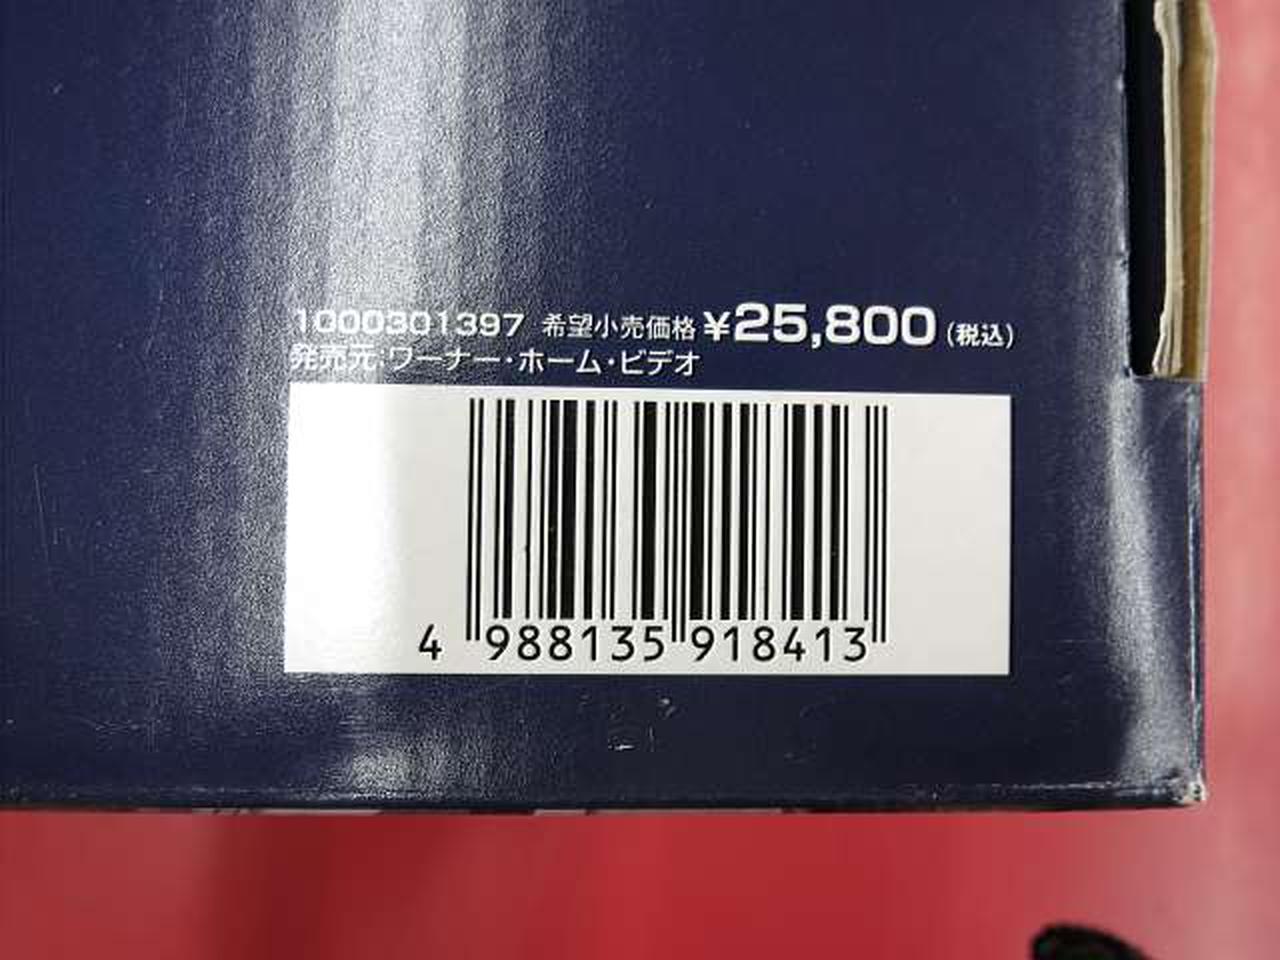 1000301397 希望小売価格 ¥25,800 (税込)
発売元:ワーナー・ホーム・ビデオ
4 988135 918413